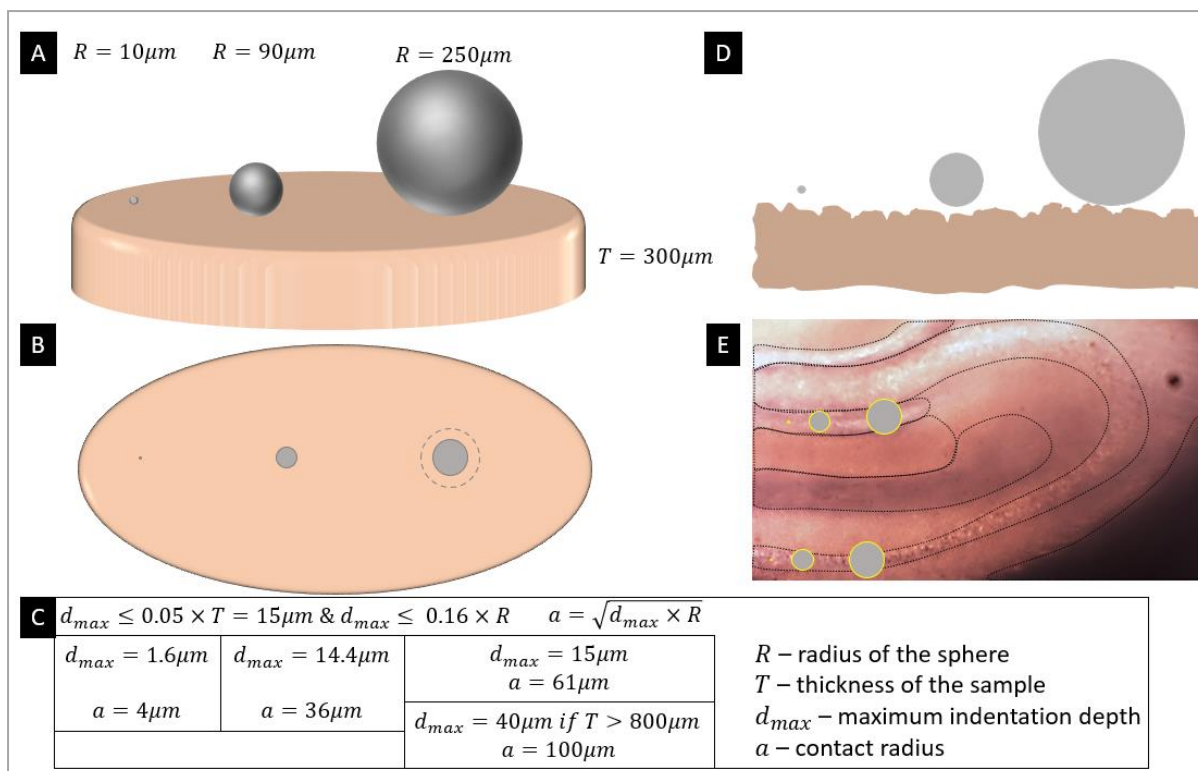 A
R = 10μm R = 90μm R = 250μm
T = 300μm
B
C
d_max ≤ 0.05 × T = 15μm & d_max ≤ 0.16 × R a = √(d_max × R)
d_max = 1.6μm
a = 4μm
d_max = 14.4μm
a = 36μm
d_max = 15μm
a = 61μm
d_max = 40μm if T > 800μm
a = 100μm
D
E
R – radius of the sphere
T – thickness of the sample
d_max – maximum indentation depth
a – contact radius